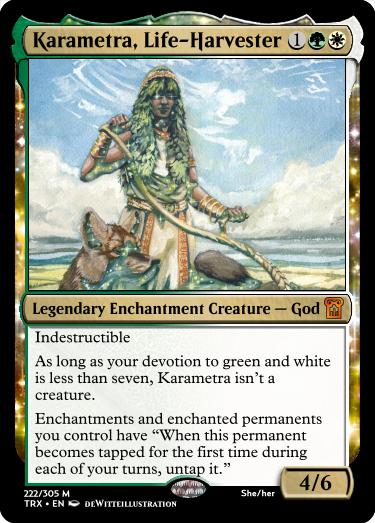 Karametra, Life-Harvester 1
Legendary Enchantment Creature — God
Indestructible
As long as your devotion to green and white
is less than seven, Karametra isn't a
creature.
Enchantments and enchanted permanents
you control have “When this permanent
becomes tapped for the first time during
each of your turns, untap it.”
4/6
222/305 M
TRX • EN DEWITTEILLUSTRATION
She/her